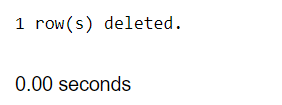 1 row(s) deleted.
0.00 seconds